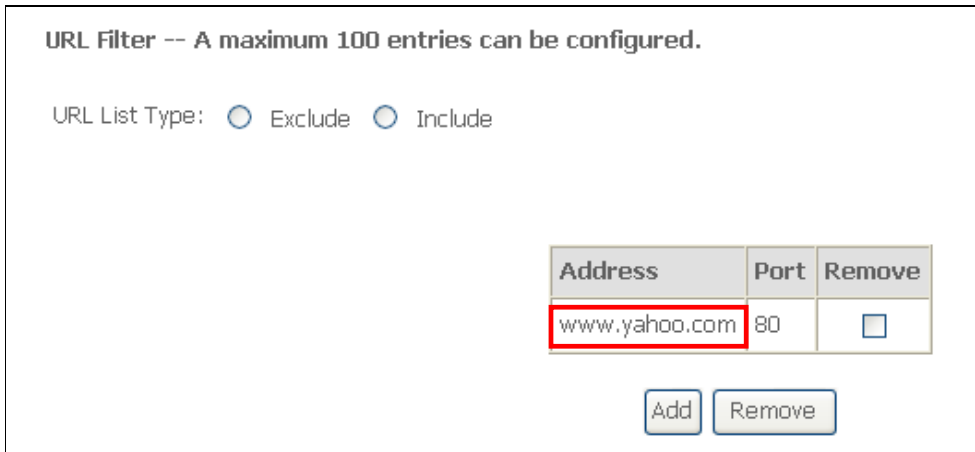 URL Filter -- A maximum 100 entries can be configured.
URL List Type: Exclude Include
Address Port Remove
www.yahoo.com 80
Add Remove